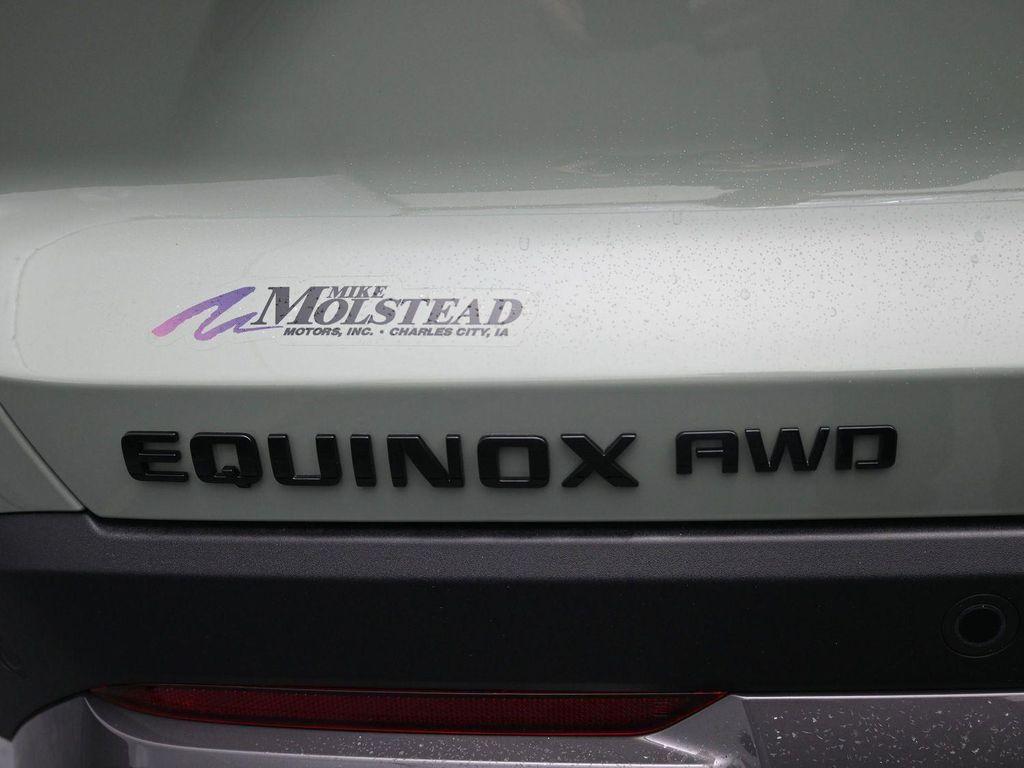 MIKE
MOLSTEAD
MOTORS, INC. • CHARLES CITY, IA
EQUINOX AWD